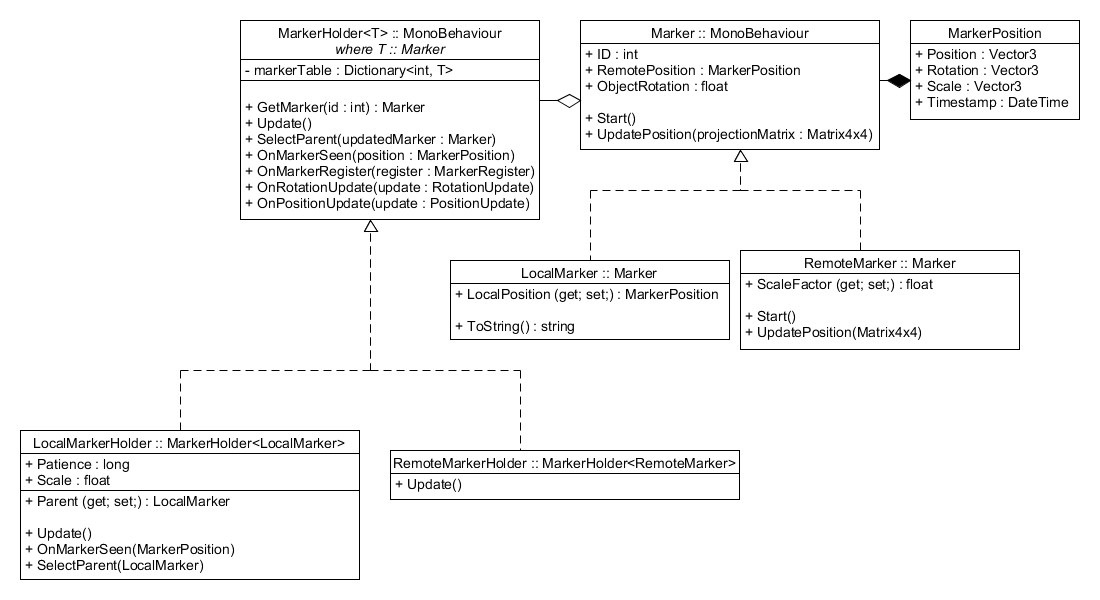 MarkerHolder<T> :: MonoBehaviour
where T :: Marker
- markerTable : Dictionary<int, T>
+ GetMarker(id : int) : Marker
+ Update()
+ SelectParent(updatedMarker : Marker)
+ OnMarkerSeen(position : MarkerPosition)
+ OnMarkerRegister(register : MarkerRegister)
+ OnRotationUpdate(update : RotationUpdate)
+ OnPositionUpdate(update : PositionUpdate)
Marker :: MonoBehaviour
+ ID : int
+ RemotePosition : MarkerPosition
+ ObjectRotation : float
+ Start()
+ UpdatePosition(projectionMatrix : Matrix4x4)
MarkerPosition
+ Position : Vector3
+ Rotation : Vector3
+ Scale : Vector3
+ Timestamp : DateTime
LocalMarker :: Marker
+ LocalPosition (get; set;) : MarkerPosition
+ ToString() : string
RemoteMarker :: Marker
+ ScaleFactor (get; set;) : float
+ Start()
+ UpdatePosition(Matrix4x4)
LocalMarkerHolder :: MarkerHolder<LocalMarker>
+ Patience : long
+ Scale : float
+ Parent (get; set;) : LocalMarker
+ Update()
+ OnMarkerSeen(MarkerPosition)
+ SelectParent(LocalMarker)
RemoteMarkerHolder :: MarkerHolder<RemoteMarker>
+ Update()